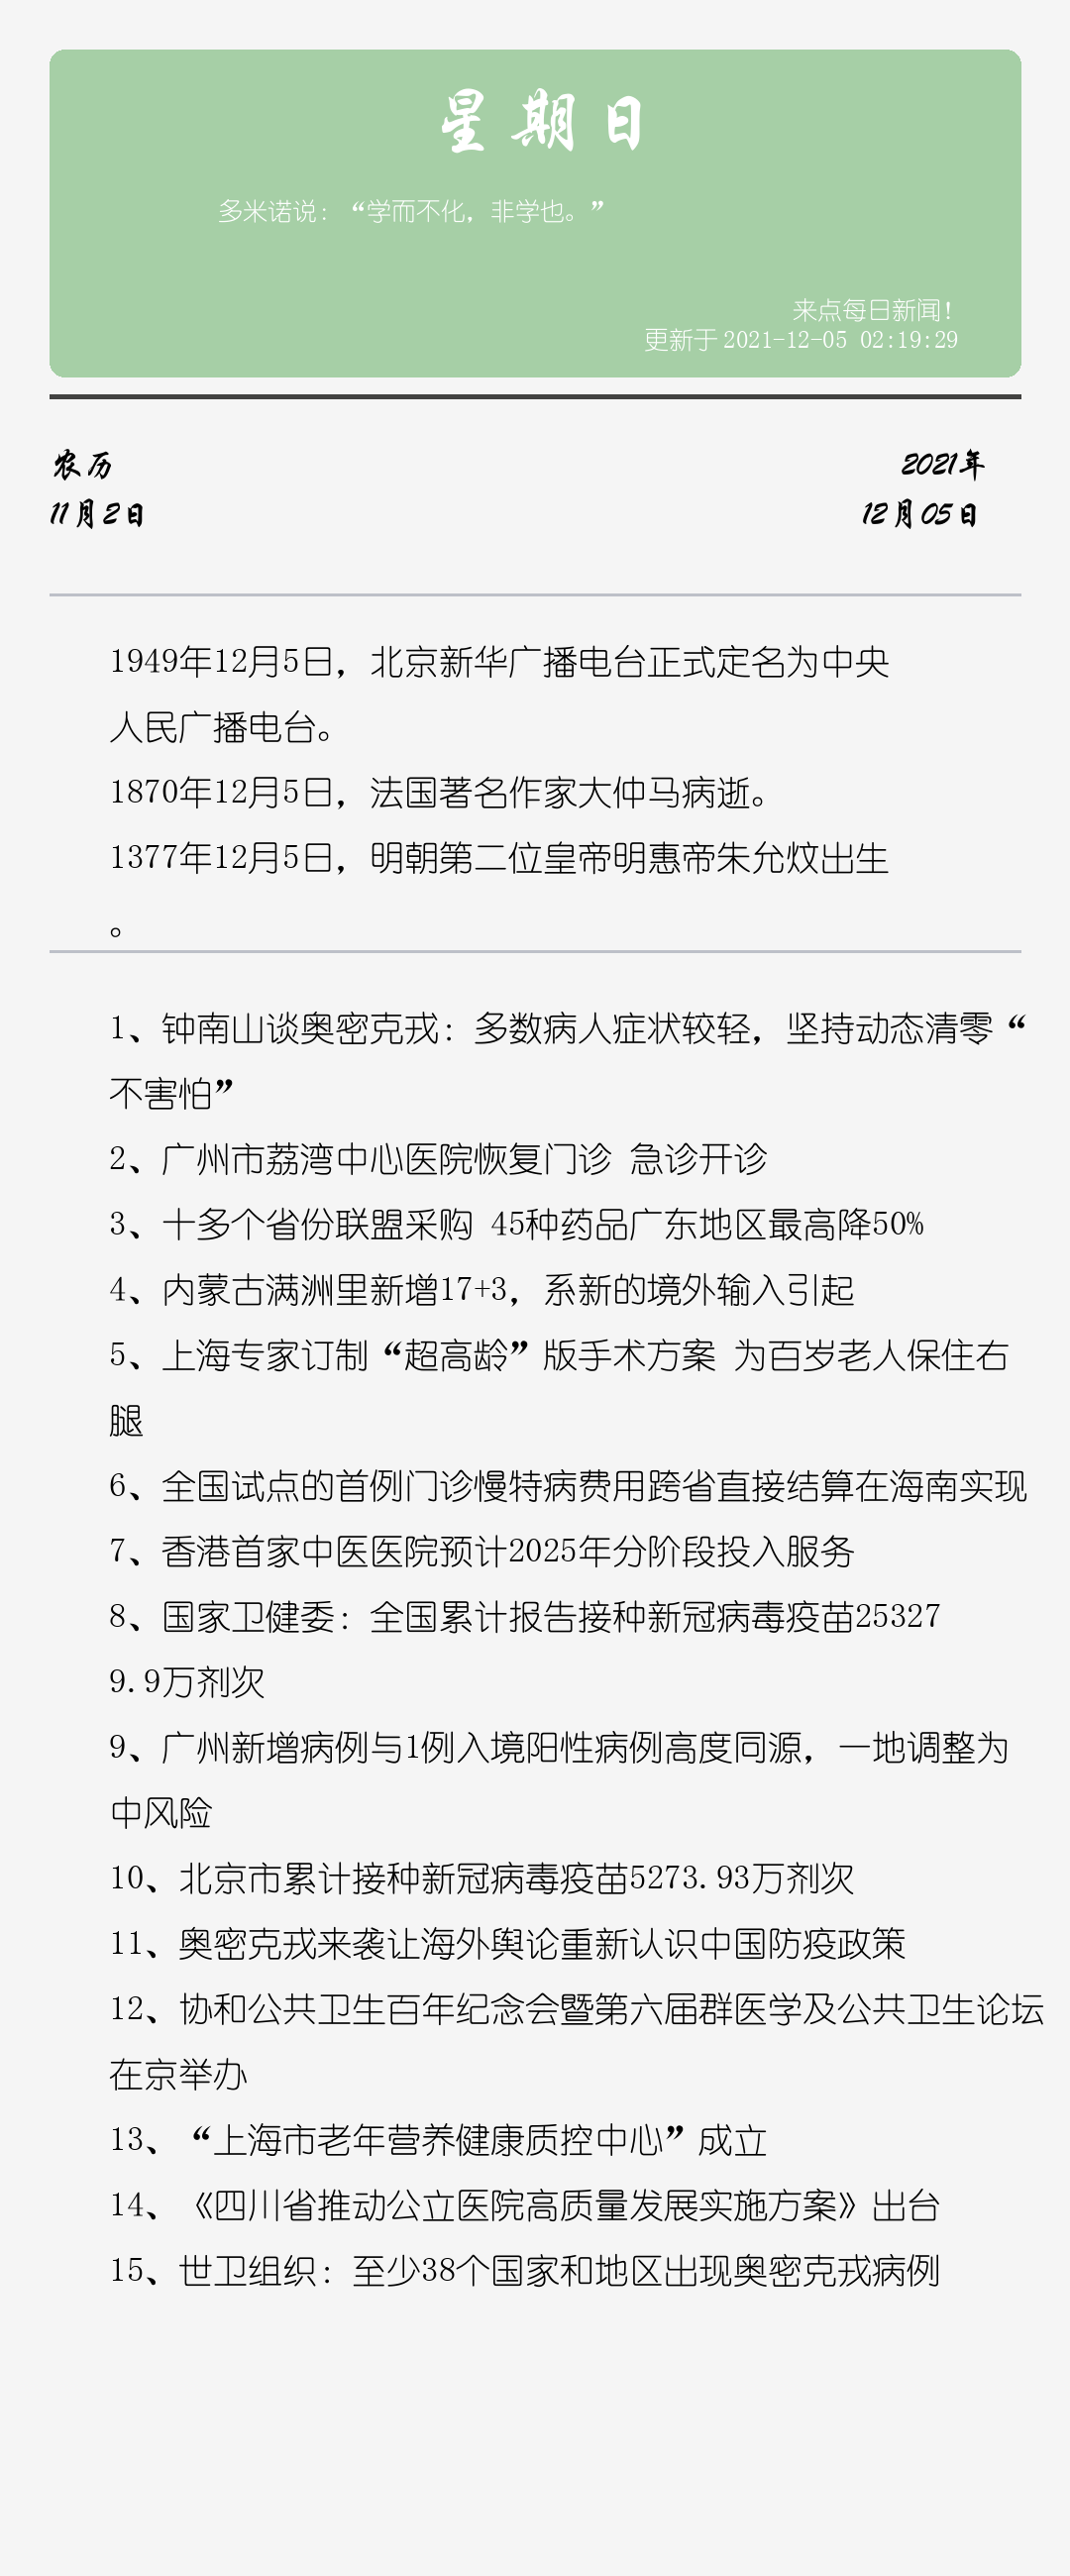 星期日
多米诺说：“学而不化，非学也。”
来点每日新闻！
更新于 2021-12-05 02:19:29
农历
2021年
11月2日
12月05日
1949年12月5日，北京新华广播电台正式定名为中央
人民广播电台。
1870年12月5日，法国著名作家大仲马病逝。
1377年12月5日，明朝第二位皇帝明惠帝朱允炆出生
。
1、钟南山谈奥密克戎：多数病人症状较轻，坚持动态清零“
不害怕”
2、广州市荔湾中心医院恢复门诊 急诊开诊
3、十多个省份联盟采购 45种药品广东地区最高降50%
4、内蒙古满洲里新增17+3，系新的境外输入引起
5、上海专家订制“超高龄”版手术方案 为百岁老人保住右
腿
6、全国试点的首例门诊慢特病费用跨省直接结算在海南实现
7、香港首家中医医院预计2025年分阶段投入服务
8、国家卫健委：全国累计报告接种新冠病毒疫苗25327
9.9万剂次
9、广州新增病例与1例入境阳性病例高度同源，一地调整为
中风险
10、北京市累计接种新冠病毒疫苗5273.93万剂次
11、奥密克戎来袭让海外舆论重新认识中国防疫政策
12、协和公共卫生百年纪念会暨第六届群医学及公共卫生论坛
在京举办
13、“上海市老年营养健康质控中心”成立
14、《四川省推动公立医院高质量发展实施方案》出台
15、世卫组织：至少38个国家和地区出现奥密克戎病例